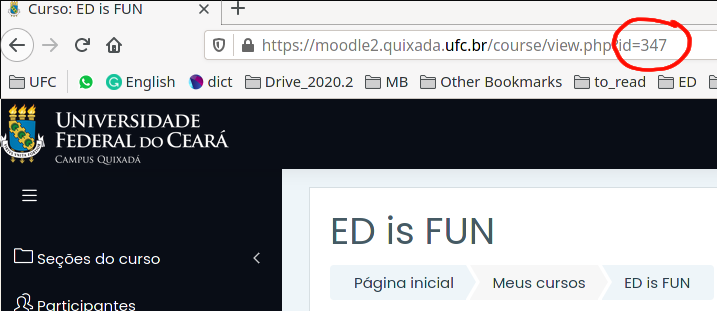 Curso: ED is FUN
https://moodle2.quixada.ufc.br/course/view.php?id=347
UFC English dict Drive_2020.2 MB Other Bookmarks to_read ED
UNIVERSIDADE
FEDERAL DO CEARÁ
CAMPUS QUIXADÁ
ED is FUN
Seções do curso
Página inicial Meus cursos ED is FUN
Participantes